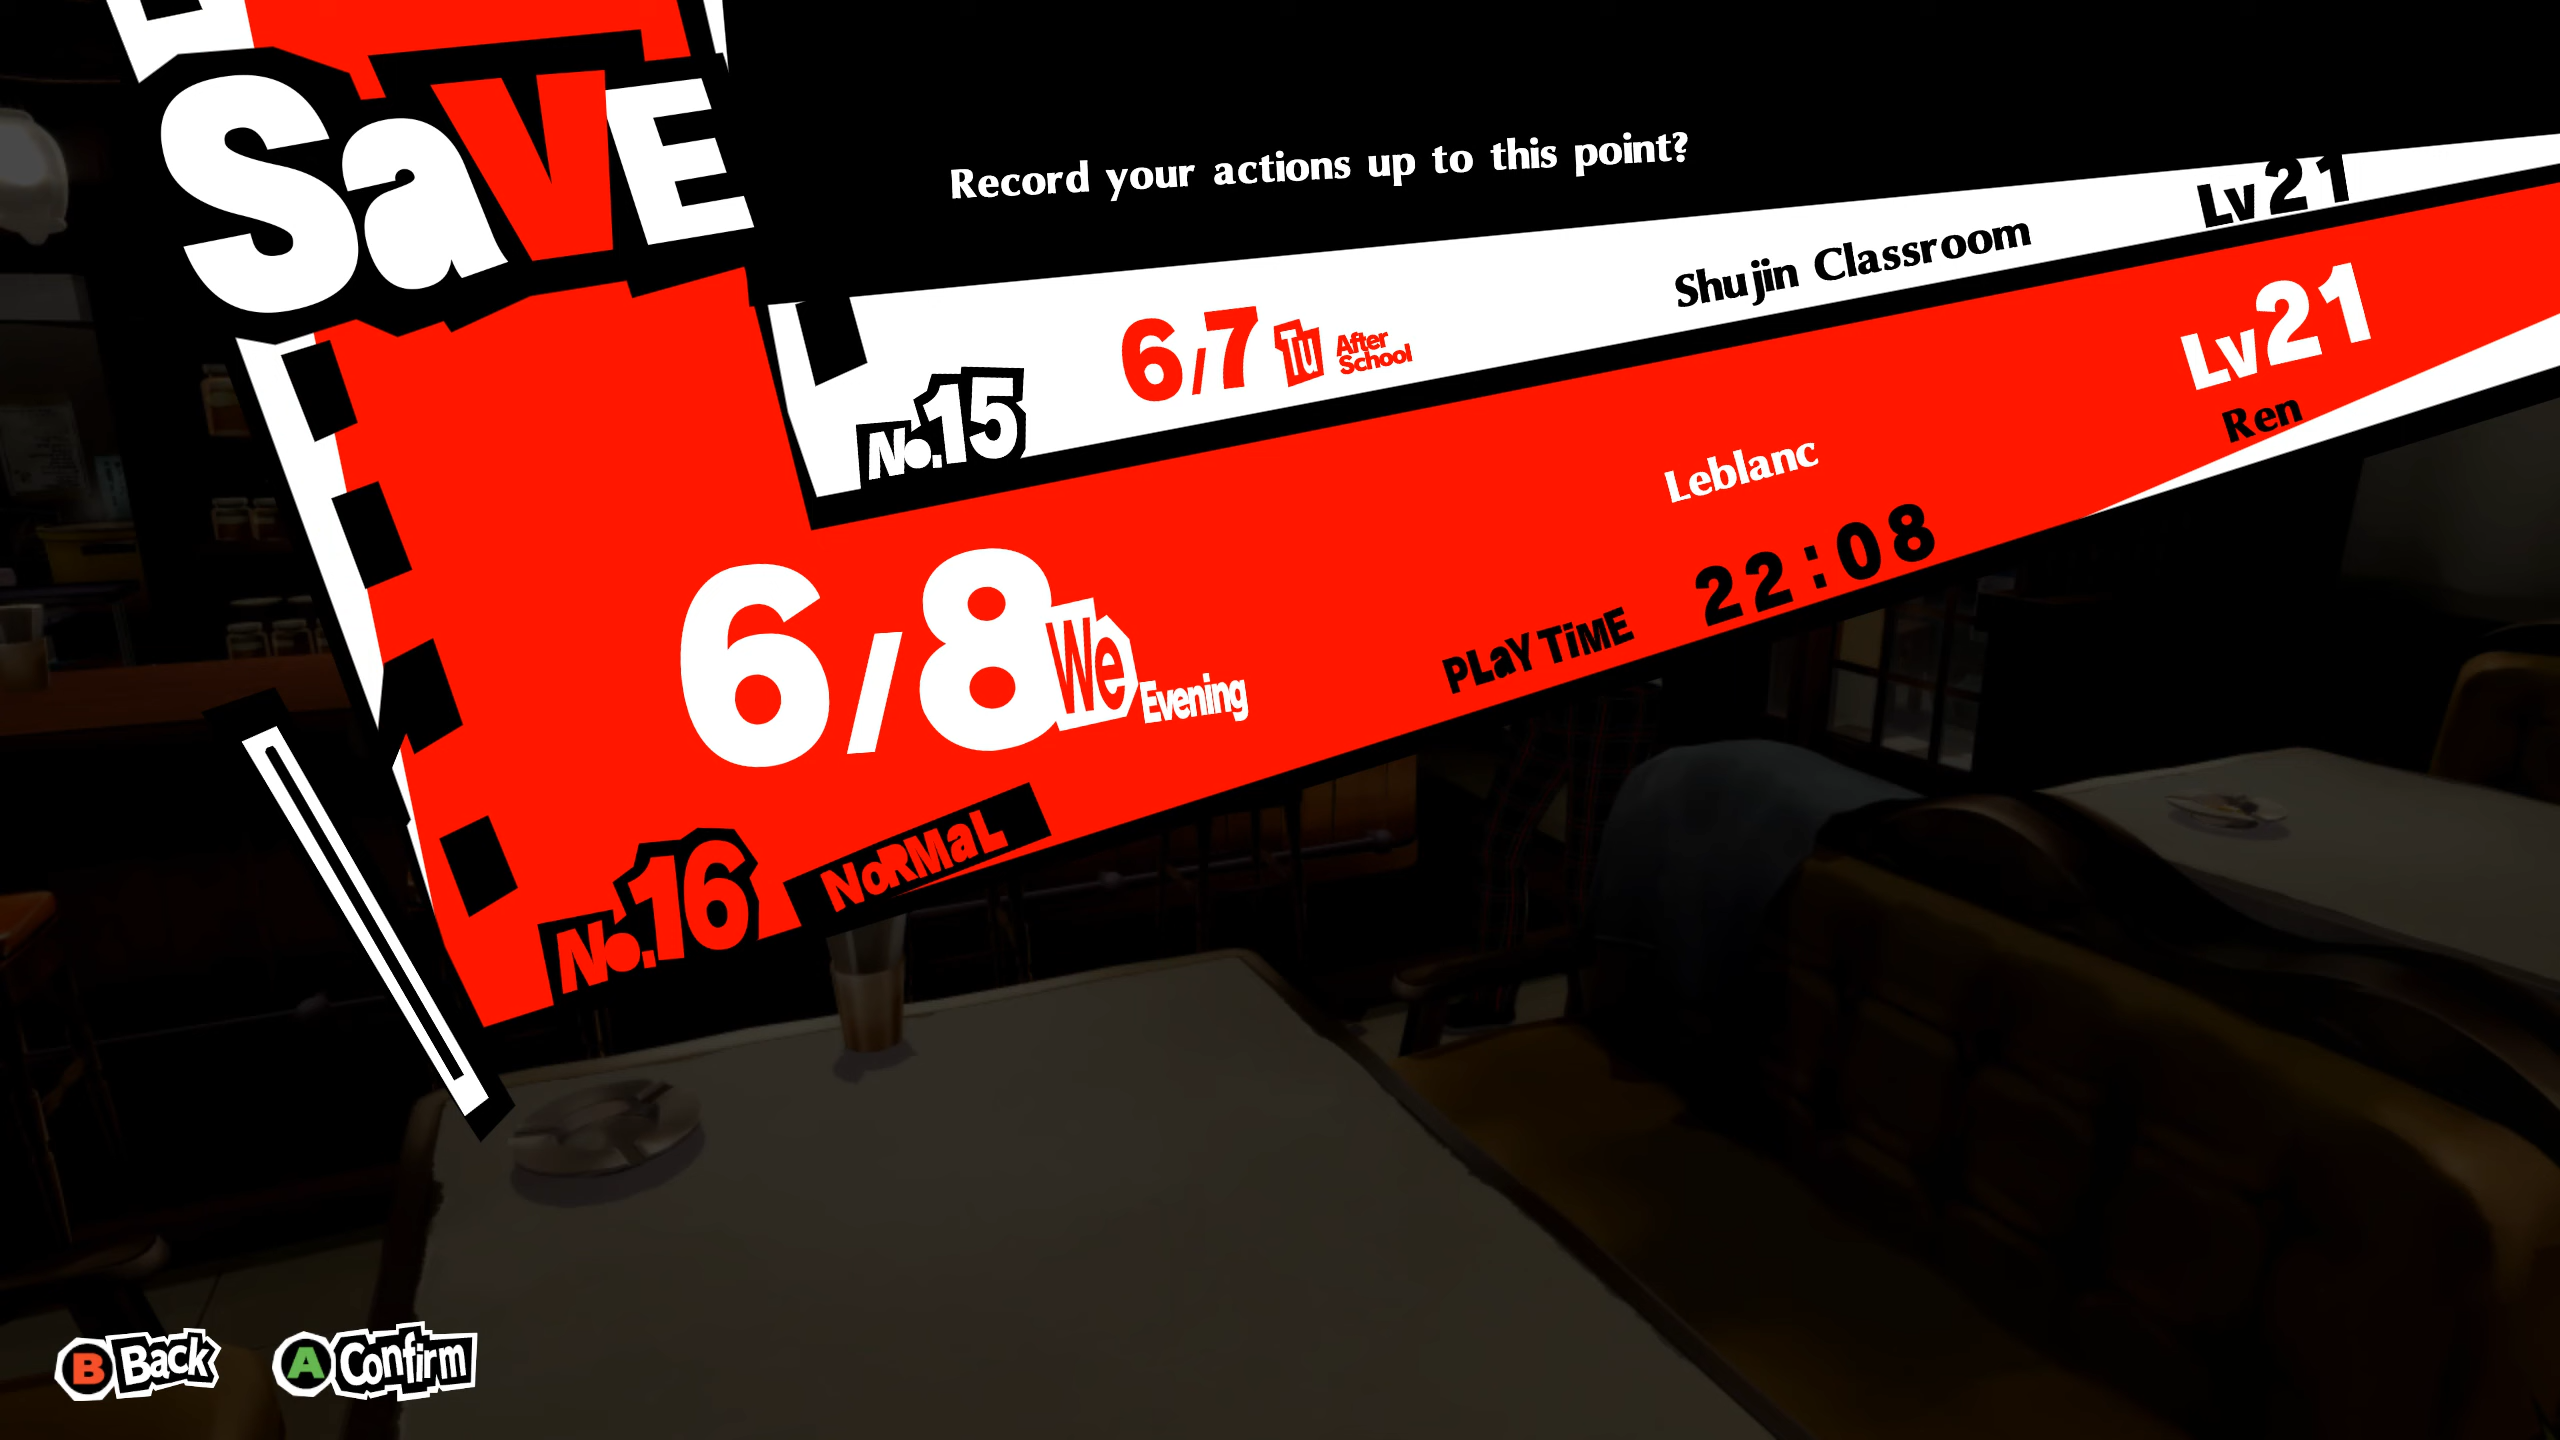 SaVE
Record your actions up to this point?
No.15
6/7 Tu After School
Shujin Classroom
Lv21
No.16
6/8 We Evening
Leblanc
Lv21
Ren
PLaY TiME 22:08
NoRMaL
B Back
A Confirm